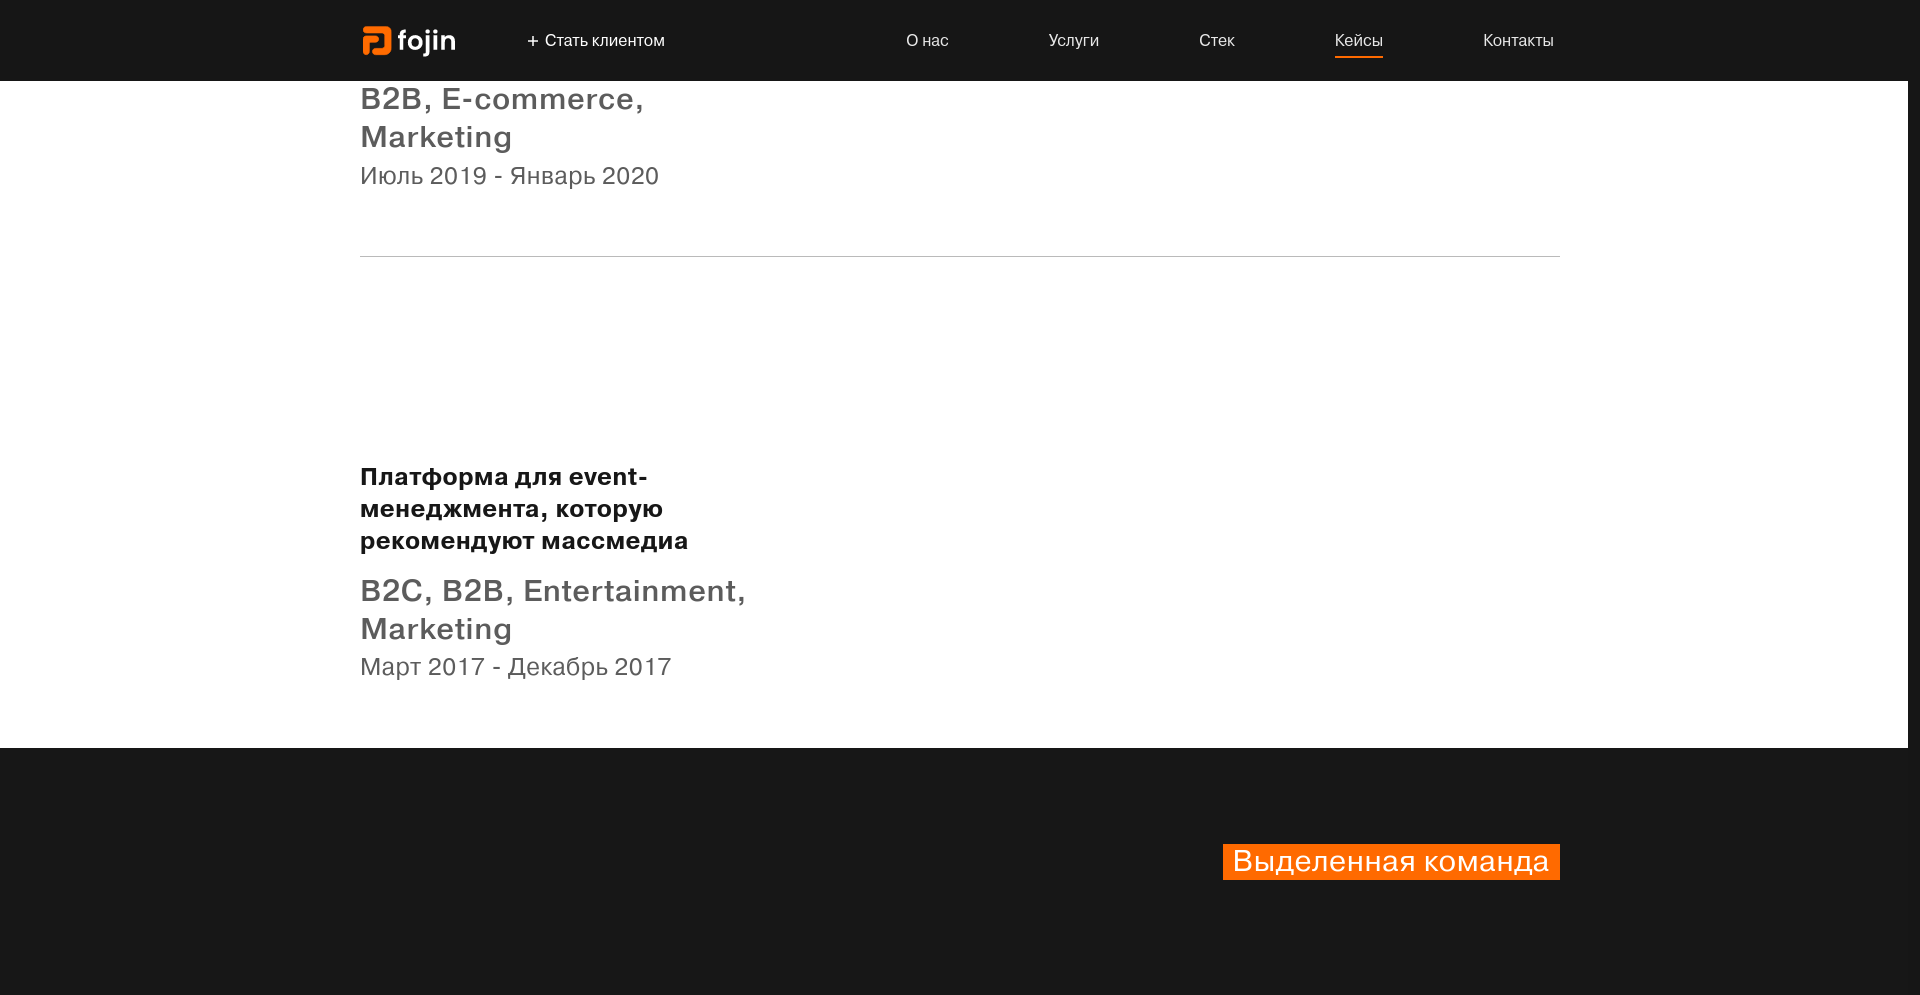 fojin
+ Стать клиентом
О нас
Услуги
Стек
Кейсы
Контакты
B2B, E-commerce,
Marketing
Июль 2019 - Январь 2020
Платформа для event-
менеджмента, которую
рекомендуют массмедиа
B2C, B2B, Entertainment,
Marketing
Март 2017 - Декабрь 2017
Выделенная команда